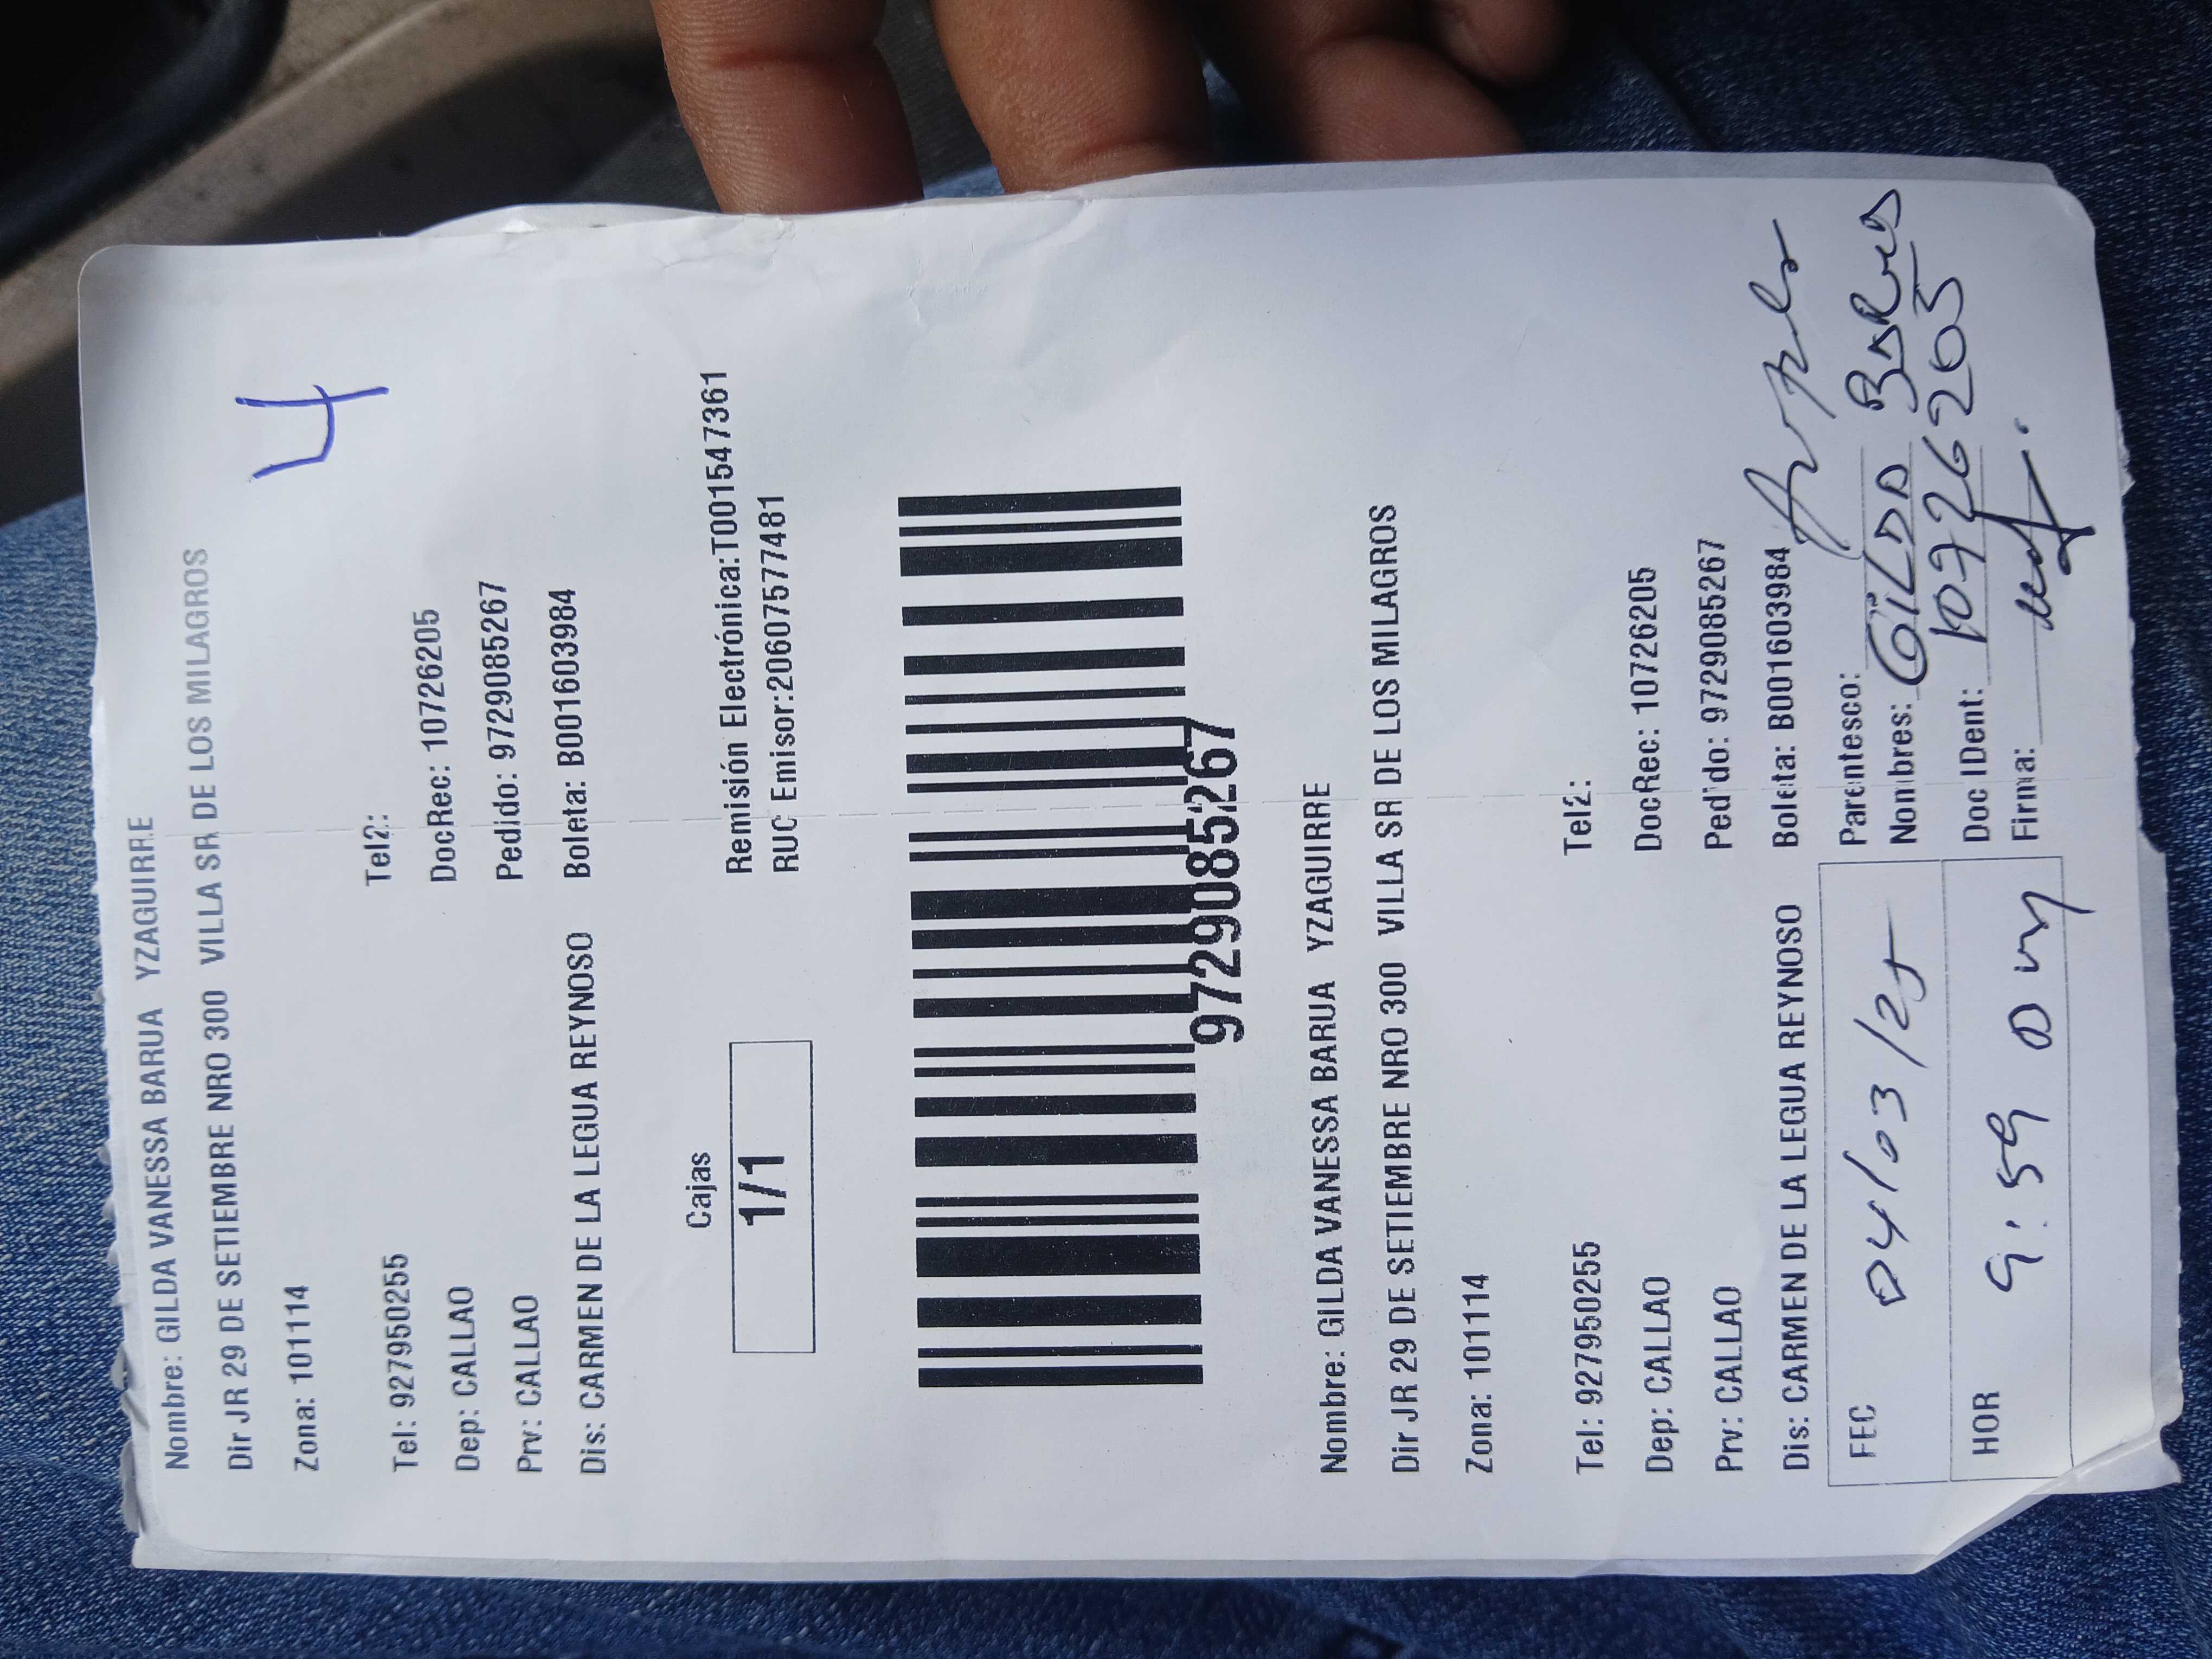 Nombre: GILDA VANESSA BARUA YZAGUIRRE
4
Dir JR 29 DE SETIEMBRE NRO 300 VILLA SR DE LOS MILAGROS
Zona: 101114
Tel: 927950255 Tel2:
Dep: CALLAO DocRec: 10726205
Prv: CALLAO Pedido: 9729085267
Dis: CARMEN DE LA LEGUA REYNOSO Boleta: B001603984
Cajas
1/1
Remisión Electrónica:T001547361
RUC Emisor:20607577481
9729085267
Nombre: GILDA VANESSA BARUA YZAGUIRRE
Dir JR 29 DE SETIEMBRE NRO 300 VILLA SR DE LOS MILAGROS
Zona: 101114
Tel: 927950255 Tel2:
Dep: CALLAO DocRec: 10726205
Prv: CALLAO Pedido: 9729085267
Dis: CARMEN DE LA LEGUA REYNOSO Boleta: B001603984
FEC 04/03/25 Parentesco:
Nombres: GILDA
HOR 9:59 am Doc IDent: 10726205
Firma: